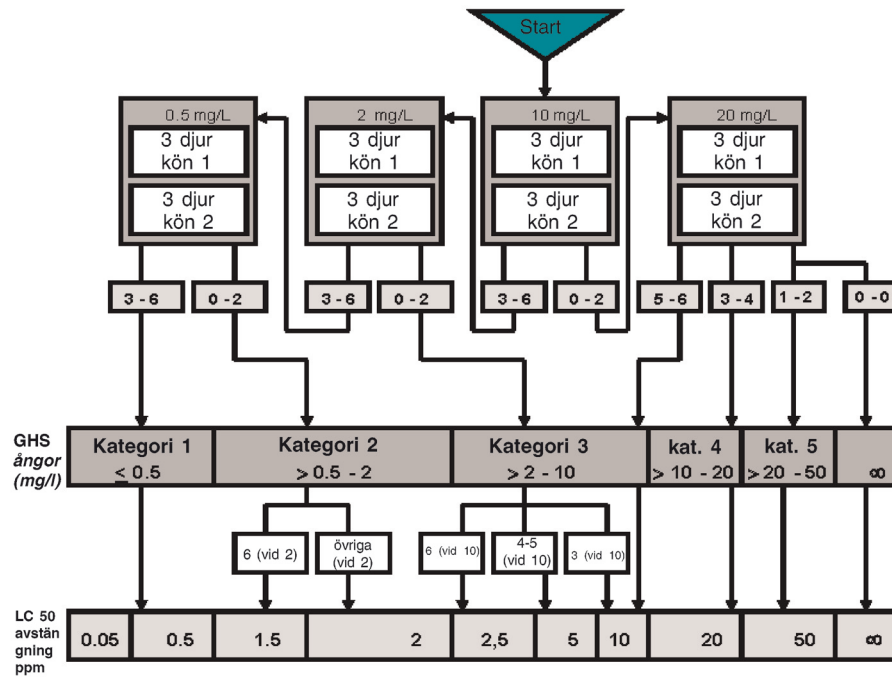 Start
0.5 mg/L
3 djur
kön 1
3 djur
kön 2
2 mg/L
3 djur
kön 1
3 djur
kön 2
10 mg/L
3 djur
kön 1
3 djur
kön 2
20 mg/L
3 djur
kön 1
3 djur
kön 2
3 - 6
0 - 2
3 - 6
0 - 2
3 - 6
0 - 2
5 - 6
3 - 4
1 - 2
0 - 0
GHS
ångor
(mg/l)
Kategori 1
≤ 0.5
Kategori 2
> 0.5 - 2
Kategori 3
> 2 - 10
kat. 4
> 10 - 20
kat. 5
> 20 - 50
∞
6 (vid 2)
övriga
(vid 2)
6 (vid 10)
4-5
(vid 10)
3 (vid 10)
LC 50
avstän
gning
ppm
0.05
0.5
1.5
2
2,5
5
10
20
50
∞